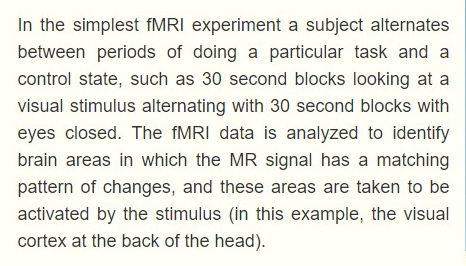 In the simplest fMRI experiment a subject alternates
between periods of doing a particular task and a
control state, such as 30 second blocks looking at a
visual stimulus alternating with 30 second blocks with
eyes closed. The fMRI data is analyzed to identify
brain areas in which the MR signal has a matching
pattern of changes, and these areas are taken to be
activated by the stimulus (in this example, the visual
cortex at the back of the head).